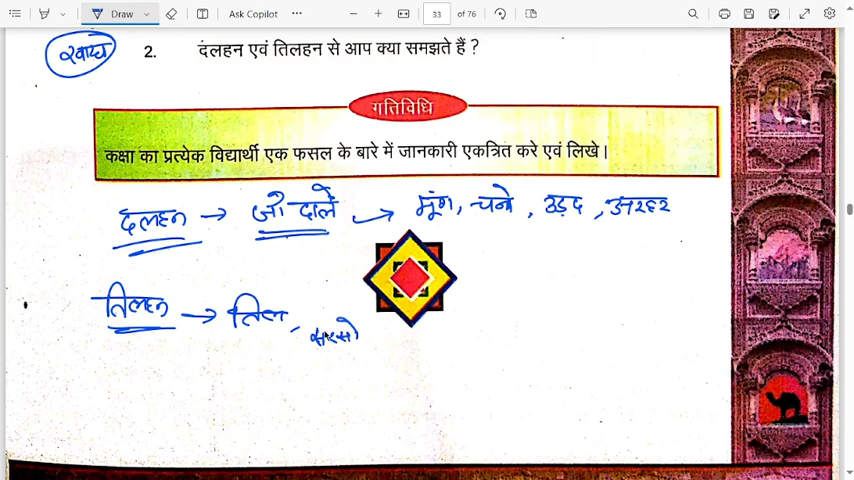 Draw Ask Copilot 33 of 76
2. दलहन एवं तिलहन से आप क्या समझते हैं ?
गतिविधि
कक्षा का प्रत्येक विद्यार्थी एक फसल के बारे में जानकारी एकत्रित करे एवं लिखे।
दलहन → जो दालें → मूंग, चने, उड़द, अरहर
तिलहन → तिल, सरसो